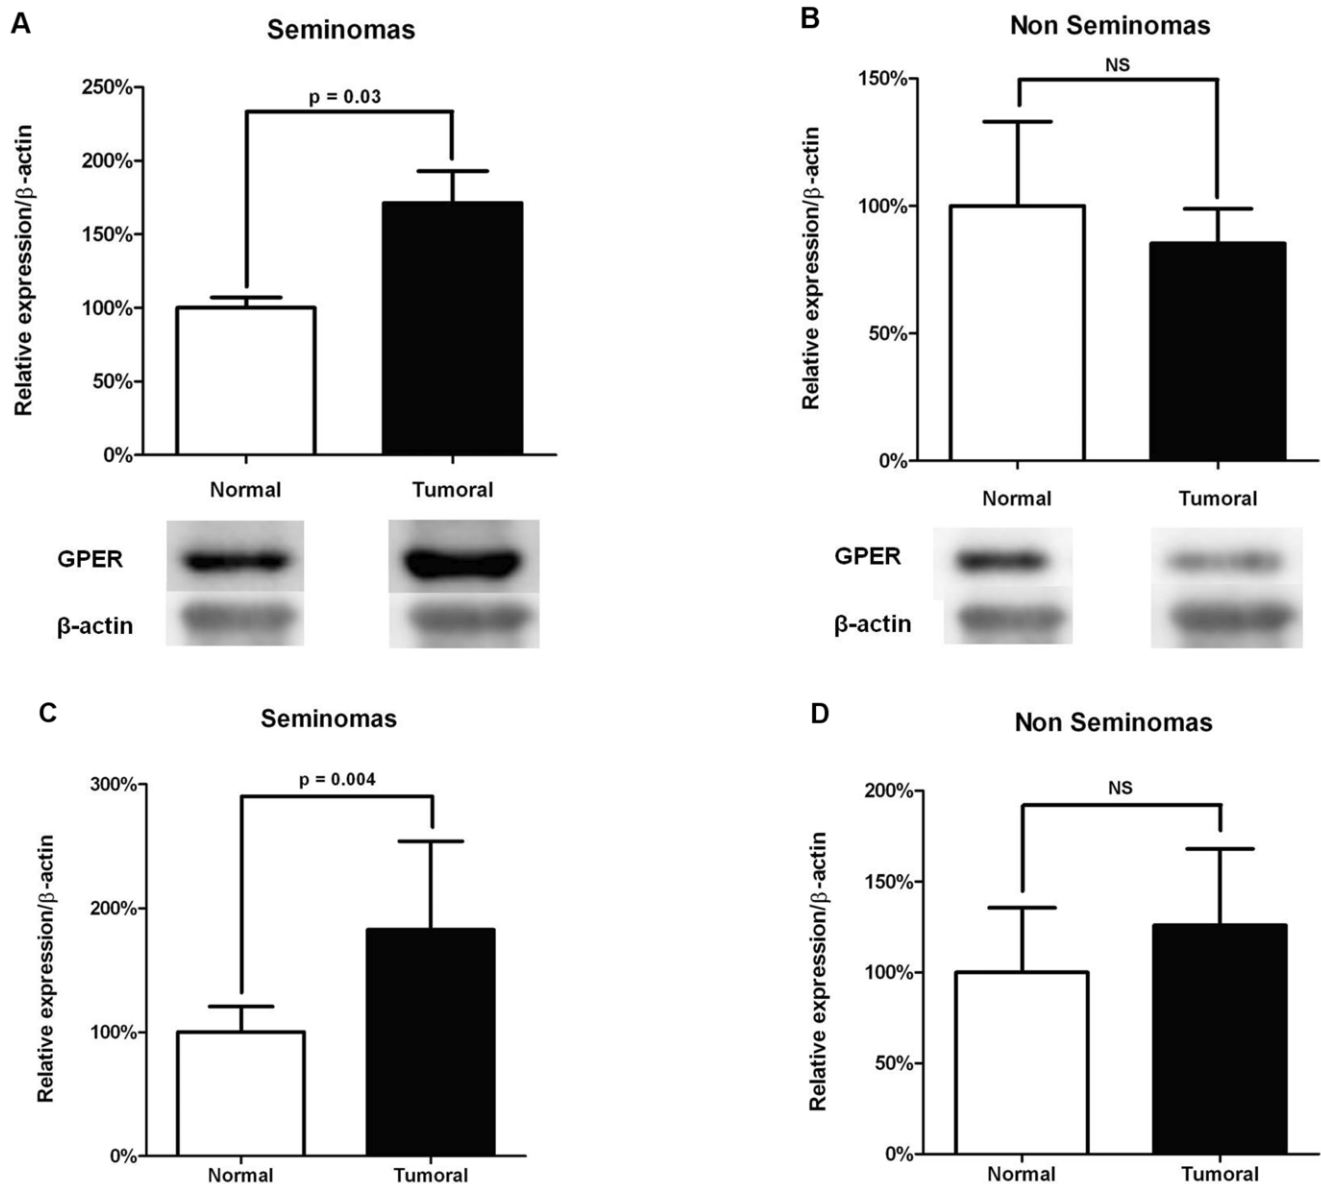 A
Seminomas
250%
200%
150%
100%
50%
0%
Relative expression/β-actin
p = 0.03
Normal
Tumoral
GPER
β-actin
B
Non Seminomas
150%
100%
50%
0%
Relative expression/β-actin
NS
Normal
Tumoral
GPER
β-actin
C
Seminomas
300%
200%
100%
0%
Relative expression/β-actin
p = 0.004
Normal
Tumoral
D
Non Seminomas
200%
150%
100%
50%
0%
Relative expression/β-actin
NS
Normal
Tumoral